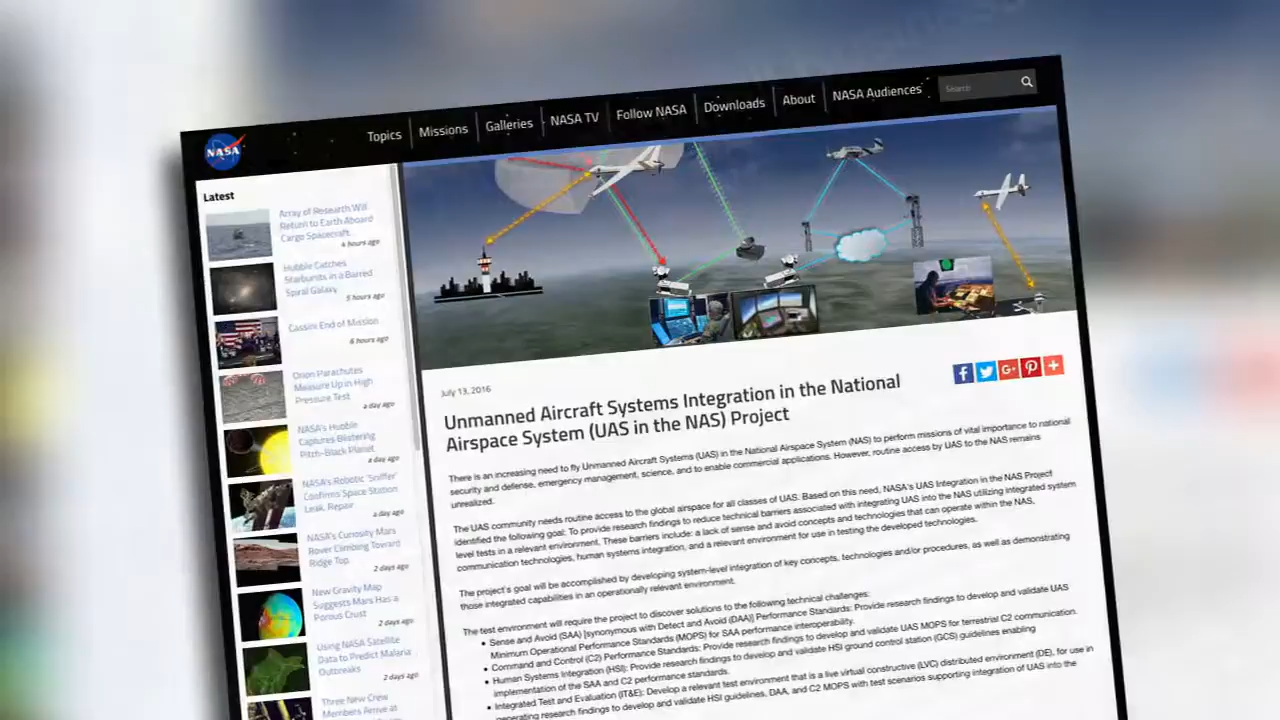 NASA
Topics
Missions
Galleries
NASA TV
Follow NASA
Downloads
About
NASA Audiences
Search
Latest
Array of Research Will
Return to Earth Aboard
Cargo Spacecraft...
4 hours ago
Hubble Catches
Starbursts in a Barred
Spiral Galaxy
5 hours ago
Cassini End of Mission
6 hours ago
Orion Parachutes
Measure Up in High
Pressure Test
a day ago
NASA's Hubble
Captures Blistering
Pitch-Black Planet
a day ago
NASA's Robotic 'Sniffer'
Confirms Space Station
Leak, Repair
a day ago
NASA's Curiosity Mars
Rover Climbing Toward
Ridge Top
2 days ago
New Gravity Map
Suggests Mars Has a
Porous Crust
2 days ago
Using NASA Satellite
Data to Predict Malaria
Outbreaks
2 days ago
Three New Crew
Members Arrive at
July 13, 2016
Unmanned Aircraft Systems Integration in the National
Airspace System (UAS in the NAS) Project
There is an increasing need to fly Unmanned Aircraft Systems (UAS) in the National Airspace System (NAS) to perform missions of vital importance to national
security and defense, emergency management, science, and to enable commercial applications. However, routine access by UAS to the NAS remains
unrealized.
The UAS community needs routine access to the global airspace for all classes of UAS. Based on this need, NASA's UAS Integration in the NAS Project
identified the following goal: To provide research findings to reduce technical barriers associated with integrating UAS into the NAS utilizing integrated system
level tests in a relevant environment. These barriers include: a lack of sense and avoid concepts and technologies that can operate within the NAS,
communication technologies, human systems integration, and a relevant environment for use in testing the developed technologies.
The project's goal will be accomplished by developing system-level integration of key concepts, technologies and/or procedures, as well as demonstrating
those integrated capabilities in an operationally relevant environment.
The test environment will require the project to discover solutions to the following technical challenges:
• Sense and Avoid (SAA) [synonymous with Detect and Avoid (DAA)] Performance Standards: Provide research findings to develop and validate UAS
Minimum Operational Performance Standards (MOPS) for SAA performance interoperability.
• Command and Control (C2) Performance Standards: Provide research findings to develop and validate UAS MOPS for terrestrial C2 communication.
• Human Systems Integration (HSI): Provide research findings to develop and validate HSI ground control station (GCS) guidelines enabling
implementation of the SAA and C2 performance standards.
• Integrated Test and Evaluation (IT&E): Develop a relevant test environment that is a live virtual constructive (LVC) distributed environment (DE), for use in
generating research findings to develop and validate HSI guidelines, DAA, and C2 MOPS with test scenarios supporting integration of UAS into the